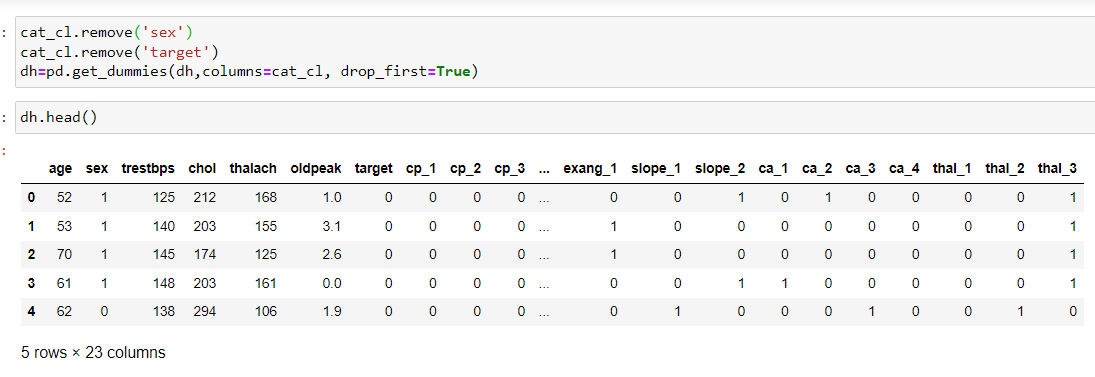 : cat_cl.remove('sex')
cat_cl.remove('target')
dh=pd.get_dummies(dh,columns=cat_cl, drop_first=True)
: dh.head()
:
age sex trestbps chol thalach oldpeak target cp_1 cp_2 cp_3 ... exang_1 slope_1 slope_2 ca_1 ca_2 ca_3 ca_4 thal_1 thal_2 thal_3
0 52 1 125 212 168 1.0 0 0 0 0 ... 0 0 1 0 1 0 0 0 0 1
1 53 1 140 203 155 3.1 0 0 0 0 ... 1 0 0 0 0 0 0 0 0 1
2 70 1 145 174 125 2.6 0 0 0 0 ... 1 0 0 0 0 0 0 0 0 1
3 61 1 148 203 161 0.0 0 0 0 0 ... 0 0 1 1 0 0 0 0 0 1
4 62 0 138 294 106 1.9 0 0 0 0 ... 0 1 0 0 0 1 0 0 1 0
5 rows × 23 columns